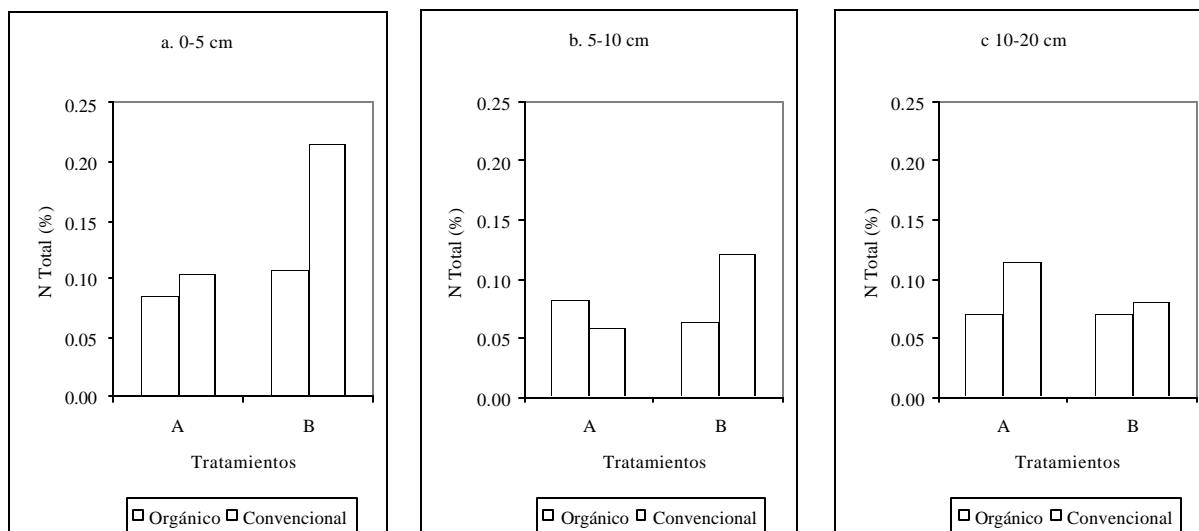 a. 0-5 cm
0.25
0.20
0.15
0.10
0.05
0.00
N Total (%)
A B
Tratamientos
Orgánico Convencional
b. 5-10 cm
0.25
0.20
0.15
0.10
0.05
0.00
N Total (%)
A B
Tratamientos
Orgánico Convencional
c 10-20 cm
0.25
0.20
0.15
0.10
0.05
0.00
N Total (%)
A B
Tratamientos
Orgánico Convencional